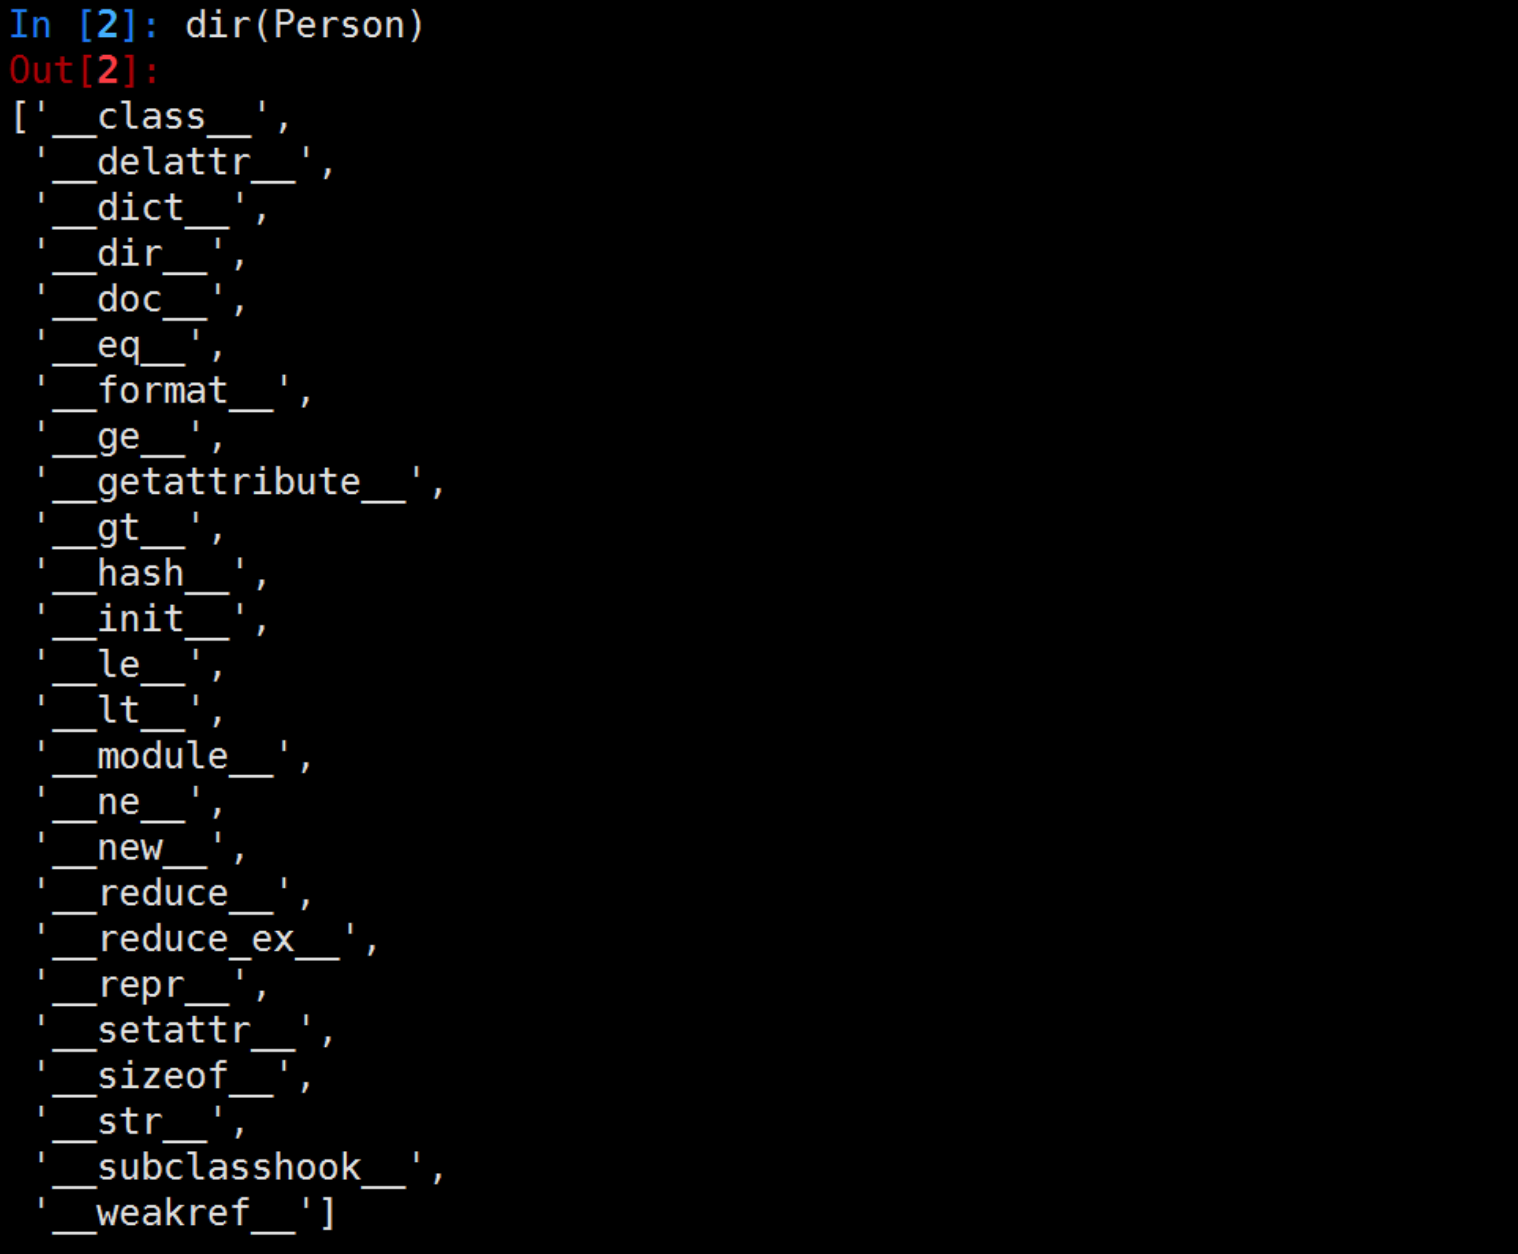 In [2]: dir(Person)
Out[2]:
['__class__',
 '__delattr__',
 '__dict__',
 '__dir__',
 '__doc__',
 '__eq__',
 '__format__',
 '__ge__',
 '__getattribute__',
 '__gt__',
 '__hash__',
 '__init__',
 '__le__',
 '__lt__',
 '__module__',
 '__ne__',
 '__new__',
 '__reduce__',
 '__reduce_ex__',
 '__repr__',
 '__setattr__',
 '__sizeof__',
 '__str__',
 '__subclasshook__',
 '__weakref__']